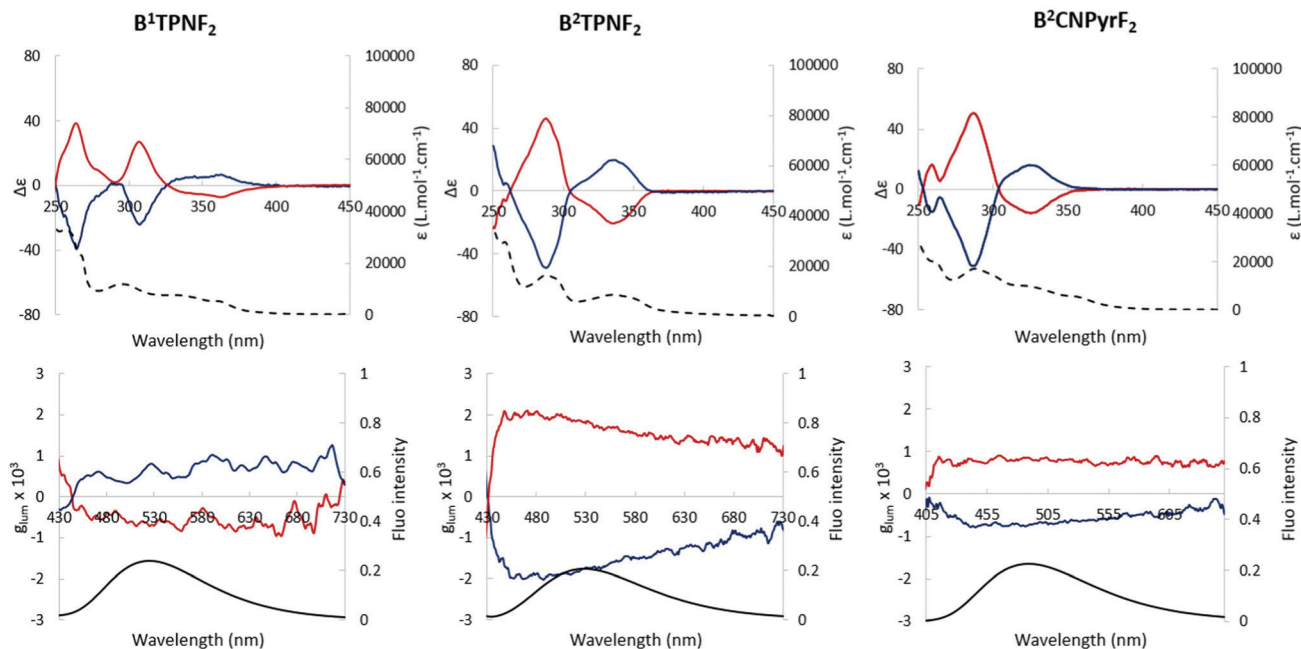 B¹TPNF₂
B²TPNF₂
B²CNPyrF₂
80
40
0
-40
-80
Δε
250 300 350 400 450
100000
80000
60000
40000
20000
0
ε (L.mol⁻¹.cm⁻¹)
Wavelength (nm)
80
40
0
-40
-80
Δε
250 300 350 400 450
100000
80000
60000
40000
20000
0
ε (L.mol⁻¹.cm⁻¹)
Wavelength (nm)
80
40
0
-40
-80
Δε
250 300 350 400 450
100000
80000
60000
40000
20000
0
ε (L.mol⁻¹.cm⁻¹)
Wavelength (nm)
3
2
1
0
-1
-2
-3
g_lum x 10³
430 480 530 580 630 680 730
1
0.8
0.6
0.4
0.2
0
Fluo intensity
Wavelength (nm)
3
2
1
0
-1
-2
-3
g_lum x 10³
430 480 530 580 630 680 730
1
0.8
0.6
0.4
0.2
0
Fluo intensity
Wavelength (nm)
3
2
1
0
-1
-2
-3
g_lum x 10³
405 455 505 555 605
1
0.8
0.6
0.4
0.2
0
Fluo intensity
Wavelength (nm)